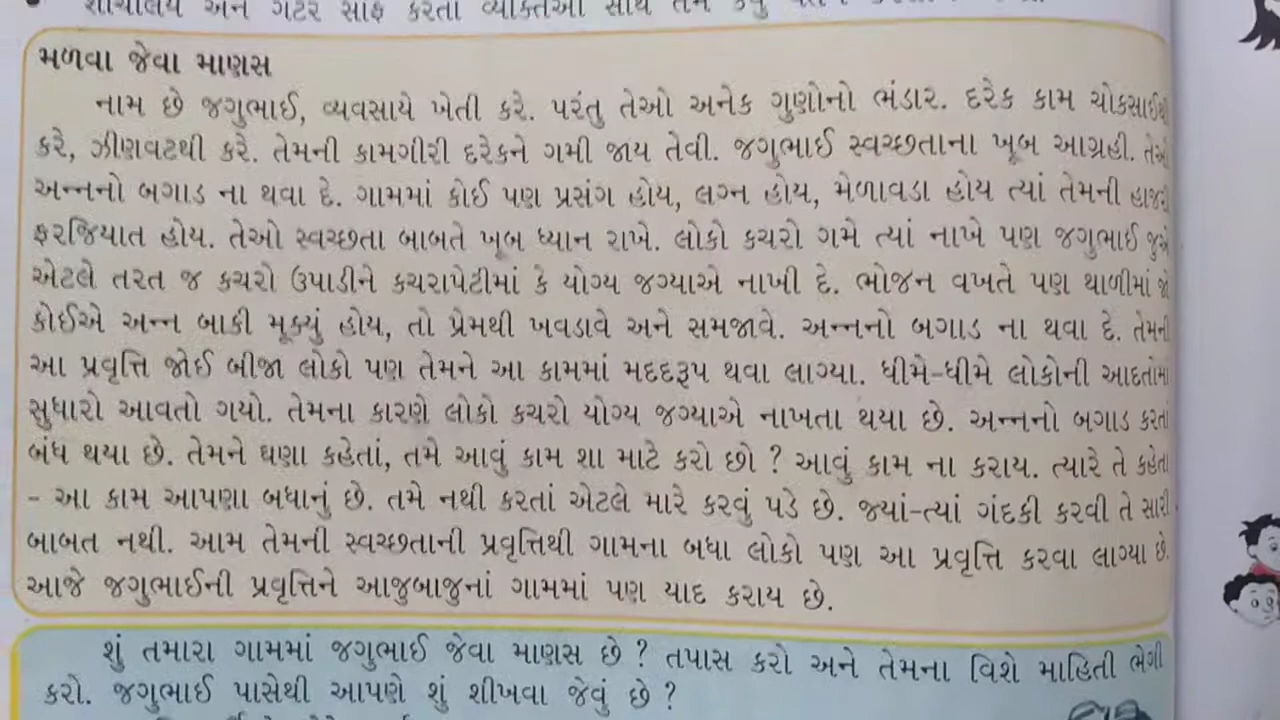 શૌચાલય અને ગટર સાફ કરતા વ્યક્તિઓ સાથે
મળવા જેવા માણસ
નામ છે જગુભાઈ, વ્યવસાયે ખેતી કરે. પરંતુ તેઓ અનેક ગુણોનો ભંડાર. દરેક કામ ચોકસાઈથી
કરે, ઝીણવટથી કરે. તેમની કામગીરી દરેકને ગમી જાય તેવી. જગુભાઈ સ્વચ્છતાના ખૂબ આગ્રહી. તેઓ
અન્નનો બગાડ ના થવા દે. ગામમાં કોઈ પણ પ્રસંગ હોય, લગ્ન હોય, મેળાવડા હોય ત્યાં તેમની હાજરી
ફરજિયાત હોય. તેઓ સ્વચ્છતા બાબતે ખૂબ ધ્યાન રાખે. લોકો કચરો ગમે ત્યાં નાખે પણ જગુભાઈ જુએ
એટલે તરત જ કચરો ઉપાડીને કચરાપેટીમાં કે યોગ્ય જગ્યાએ નાખી દે. ભોજન વખતે પણ થાળીમાં જો
કોઈએ અન્ન બાકી મૂક્યું હોય, તો પ્રેમથી ખવડાવે અને સમજાવે. અન્નનો બગાડ ના થવા દે. તેમની
આ પ્રવૃત્તિ જોઈ બીજા લોકો પણ તેમને આ કામમાં મદદરૂપ થવા લાગ્યા. ધીમે-ધીમે લોકોની આદતોમાં
સુધારો આવતો ગયો. તેમના કારણે લોકો કચરો યોગ્ય જગ્યાએ નાખતા થયા છે. અન્નનો બગાડ કરતાં
બંધ થયા છે. તેમને ઘણા કહેતાં, તમે આવું કામ શા માટે કરો છો ? આવું કામ ના કરાય. ત્યારે તે કહેતા
- આ કામ આપણા બધાનું છે. તમે નથી કરતાં એટલે મારે કરવું પડે છે. જ્યાં-ત્યાં ગંદકી કરવી તે સારી
બાબત નથી. આમ તેમની સ્વચ્છતાની પ્રવૃત્તિથી ગામના બધા લોકો પણ આ પ્રવૃત્તિ કરવા લાગ્યા છે.
આજે જગુભાઈની પ્રવૃત્તિને આજુબાજુનાં ગામમાં પણ યાદ કરાય છે.
શું તમારા ગામમાં જગુભાઈ જેવા માણસ છે ? તપાસ કરો અને તેમના વિશે માહિતી ભેગી
કરો. જગુભાઈ પાસેથી આપણે શું શીખવા જેવું છે ?